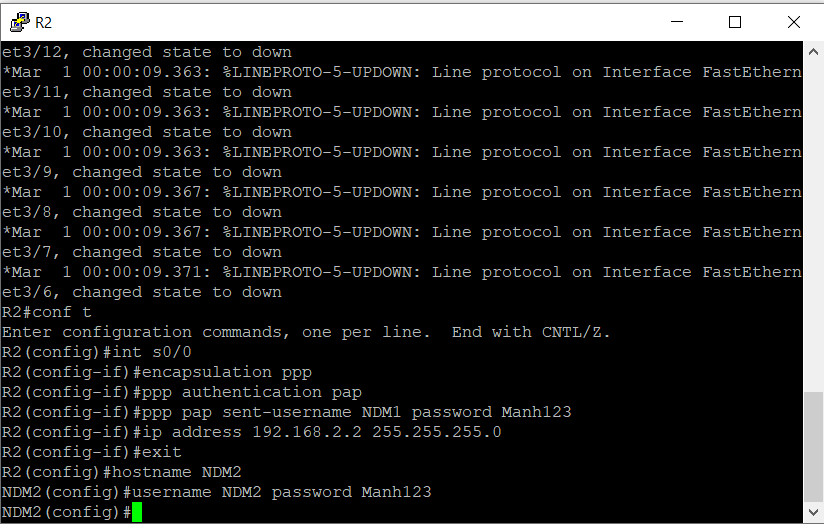 R2
et3/12, changed state to down
*Mar  1 00:00:09.363: %LINEPROTO-5-UPDOWN: Line protocol on Interface FastEthern
et3/11, changed state to down
*Mar  1 00:00:09.363: %LINEPROTO-5-UPDOWN: Line protocol on Interface FastEthern
et3/10, changed state to down
*Mar  1 00:00:09.363: %LINEPROTO-5-UPDOWN: Line protocol on Interface FastEthern
et3/9, changed state to down
*Mar  1 00:00:09.367: %LINEPROTO-5-UPDOWN: Line protocol on Interface FastEthern
et3/8, changed state to down
*Mar  1 00:00:09.367: %LINEPROTO-5-UPDOWN: Line protocol on Interface FastEthern
et3/7, changed state to down
*Mar  1 00:00:09.371: %LINEPROTO-5-UPDOWN: Line protocol on Interface FastEthern
et3/6, changed state to down
R2#conf t
Enter configuration commands, one per line.  End with CNTL/Z.
R2(config)#int s0/0
R2(config-if)#encapsulation ppp
R2(config-if)#ppp authentication pap
R2(config-if)#ppp pap sent-username NDM1 password Manh123
R2(config-if)#ip address 192.168.2.2 255.255.255.0
R2(config-if)#exit
R2(config)#hostname NDM2
NDM2(config)#username NDM2 password Manh123
NDM2(config)#